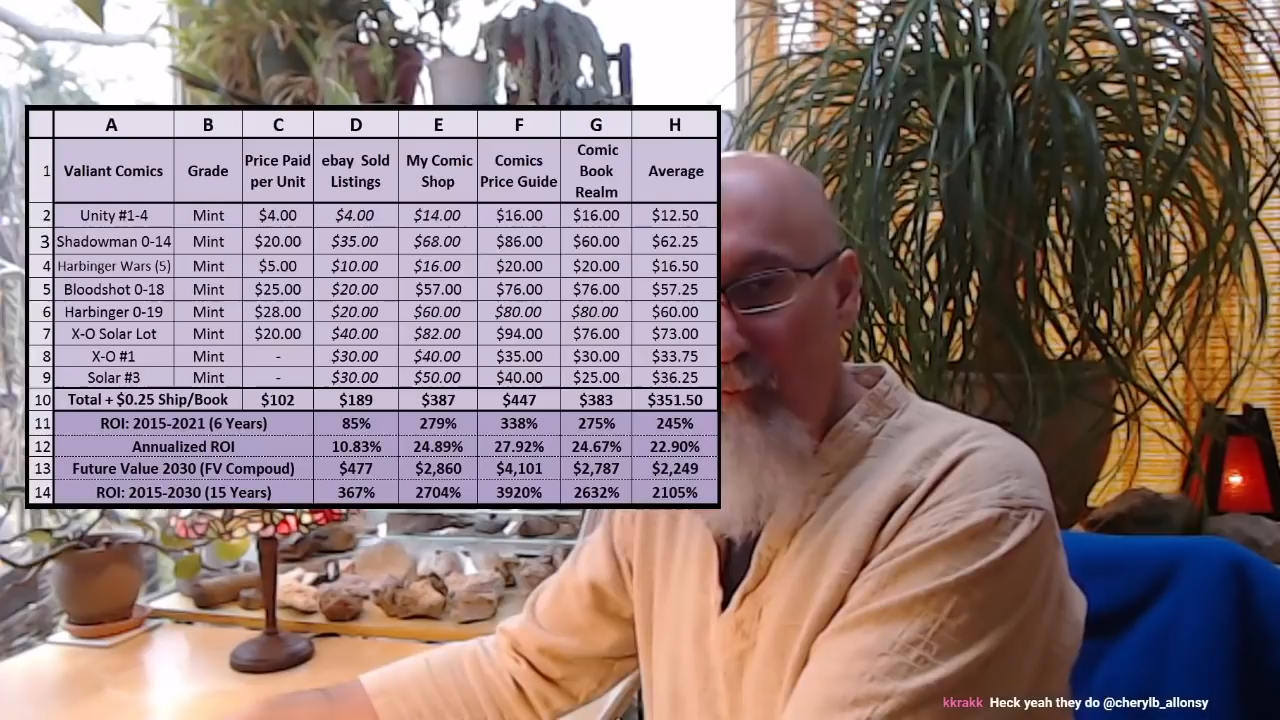 A B C D E F G H
1 Valiant Comics Grade Price Paid per Unit ebay Sold Listings My Comic Shop Comics Price Guide Comic Book Realm Average
2 Unity #1-4 Mint $4.00 $4.00 $14.00 $16.00 $16.00 $12.50
3 Shadowman 0-14 Mint $20.00 $35.00 $68.00 $86.00 $60.00 $62.25
4 Harbinger Wars (5) Mint $5.00 $10.00 $16.00 $20.00 $20.00 $16.50
5 Bloodshot 0-18 Mint $25.00 $20.00 $57.00 $76.00 $76.00 $57.25
6 Harbinger 0-19 Mint $28.00 $20.00 $60.00 $80.00 $80.00 $60.00
7 X-O Solar Lot Mint $20.00 $40.00 $82.00 $94.00 $76.00 $73.00
8 X-O #1 Mint - $30.00 $40.00 $35.00 $30.00 $33.75
9 Solar #3 Mint - $30.00 $50.00 $40.00 $25.00 $36.25
10 Total + $0.25 Ship/Book $102 $189 $387 $447 $383 $351.50
11 ROI: 2015-2021 (6 Years) 85% 279% 338% 275% 245%
12 Annualized ROI 10.83% 24.89% 27.92% 24.67% 22.90%
13 Future Value 2030 (FV Compoud) $477 $2,860 $4,101 $2,787 $2,249
14 ROI: 2015-2030 (15 Years) 367% 2704% 3920% 2632% 2105%
kkrakk Heck yeah they do @cherylb_allonsy